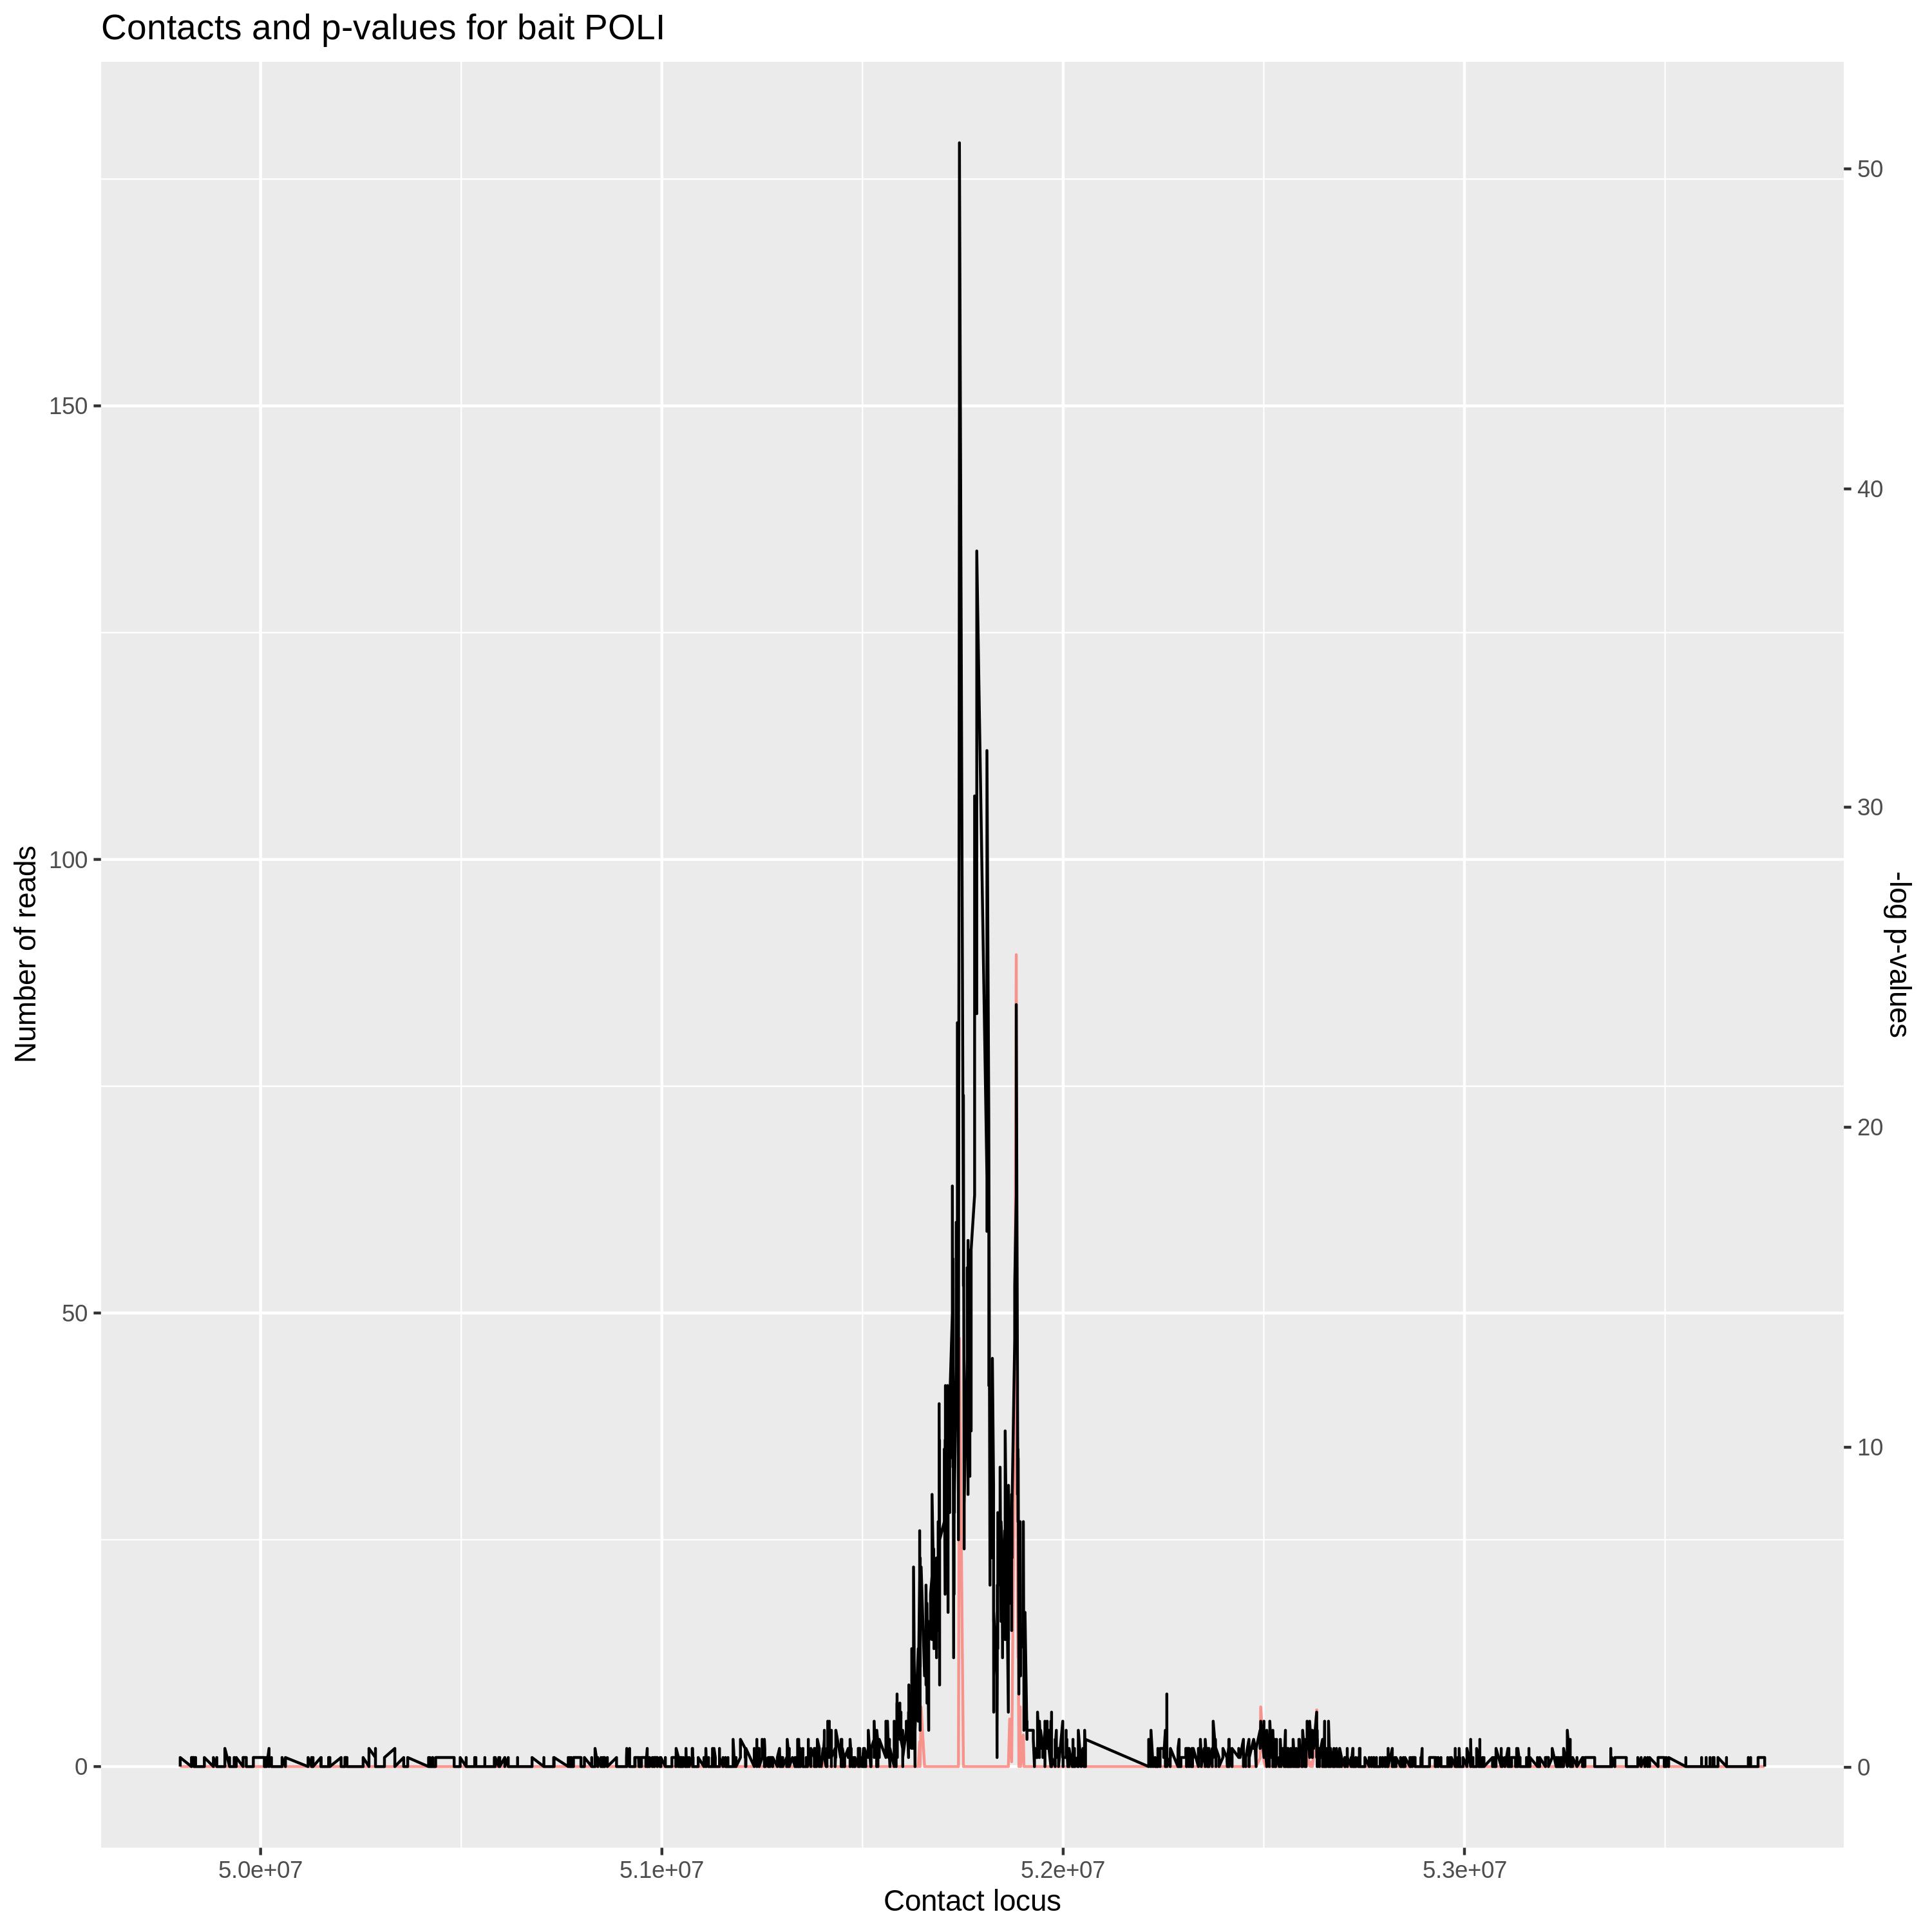 Contacts and p-values for bait POLI
Number of reads
150
100
50
0
50
40
30
20
10
0
-log p-values
5.0e+07 5.1e+07 5.2e+07 5.3e+07
Contact locus